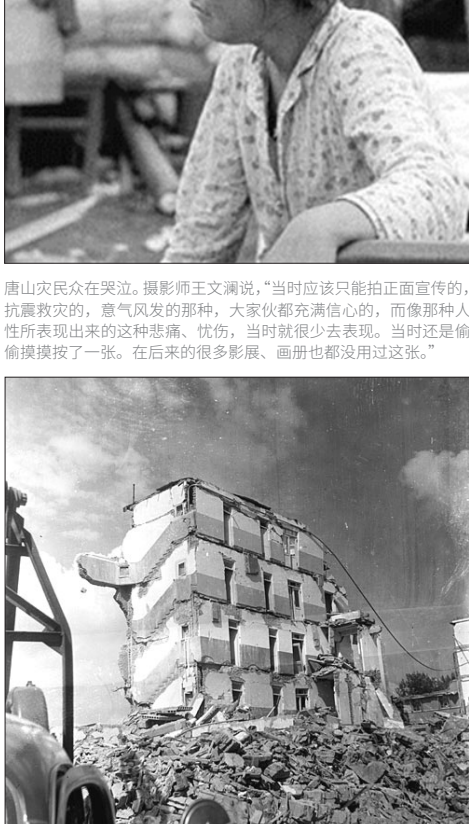 唐山灾民众在哭泣。摄影师王文澜说，“当时应该只能拍正面宣传的，
抗震救灾的，意气风发的那种，大家伙都充满信心的，而像那种人
性所表现出来的这种悲痛、忧伤，当时就很少去表现。当时还是偷
偷摸摸按了一张。在后来的很多影展、画册也都没用过这张。”